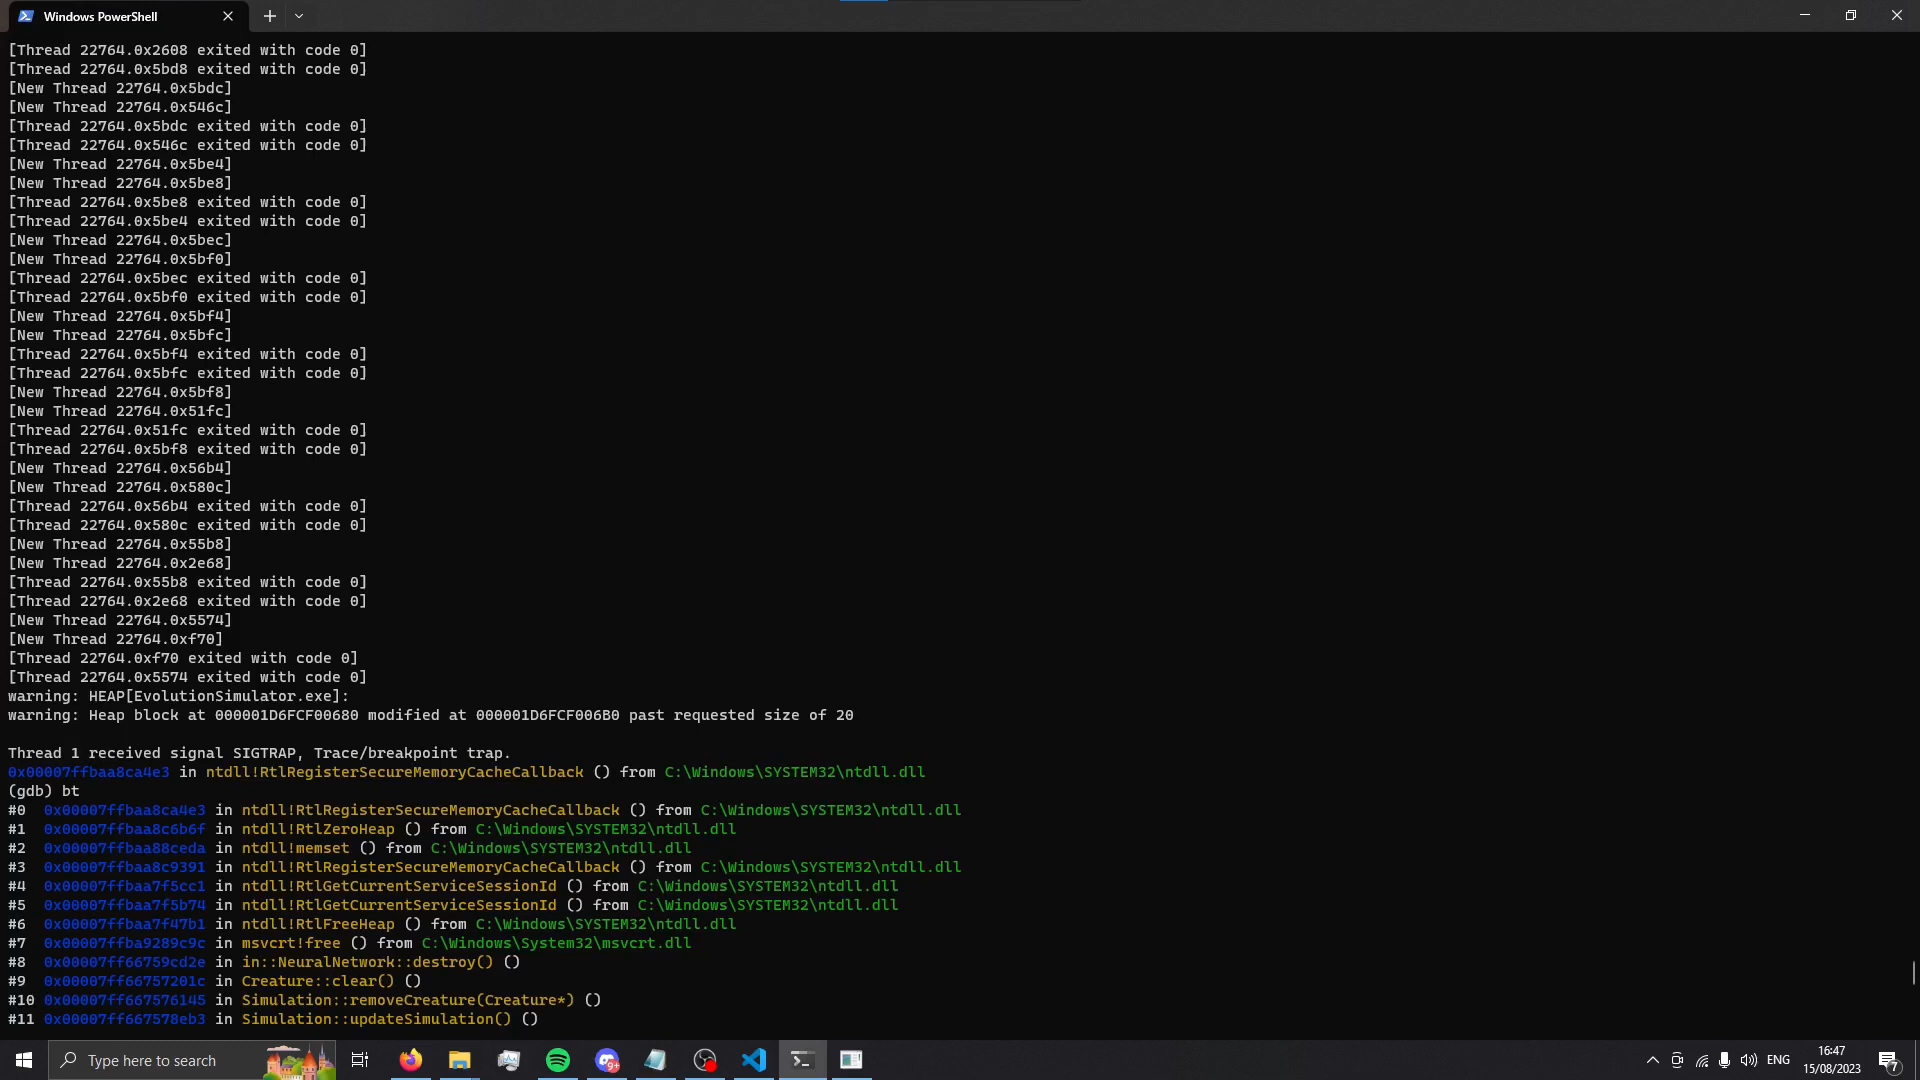 Windows PowerShell
[Thread 22764.0x2608 exited with code 0]
[Thread 22764.0x5bd8 exited with code 0]
[New Thread 22764.0x5bdc]
[New Thread 22764.0x546c]
[Thread 22764.0x5bdc exited with code 0]
[Thread 22764.0x546c exited with code 0]
[New Thread 22764.0x5be4]
[New Thread 22764.0x5be8]
[Thread 22764.0x5be8 exited with code 0]
[Thread 22764.0x5be4 exited with code 0]
[New Thread 22764.0x5bec]
[New Thread 22764.0x5bf0]
[Thread 22764.0x5bec exited with code 0]
[Thread 22764.0x5bf0 exited with code 0]
[New Thread 22764.0x5bf4]
[New Thread 22764.0x5bfc]
[Thread 22764.0x5bf4 exited with code 0]
[Thread 22764.0x5bfc exited with code 0]
[New Thread 22764.0x5bf8]
[New Thread 22764.0x51fc]
[Thread 22764.0x51fc exited with code 0]
[Thread 22764.0x5bf8 exited with code 0]
[New Thread 22764.0x56b4]
[New Thread 22764.0x580c]
[Thread 22764.0x56b4 exited with code 0]
[Thread 22764.0x580c exited with code 0]
[New Thread 22764.0x55b8]
[New Thread 22764.0x2e68]
[Thread 22764.0x55b8 exited with code 0]
[Thread 22764.0x2e68 exited with code 0]
[New Thread 22764.0x5574]
[New Thread 22764.0xf70]
[Thread 22764.0xf70 exited with code 0]
[Thread 22764.0x5574 exited with code 0]
warning: HEAP[EvolutionSimulator.exe]:
warning: Heap block at 000001D6FCF00680 modified at 000001D6FCF006B0 past requested size of 20
Thread 1 received signal SIGTRAP, Trace/breakpoint trap.
0x00007ffbaa8ca4e3 in ntdll!RtlRegisterSecureMemoryCacheCallback () from C:\Windows\SYSTEM32\ntdll.dll
(gdb) bt
#0  0x00007ffbaa8ca4e3 in ntdll!RtlRegisterSecureMemoryCacheCallback () from C:\Windows\SYSTEM32\ntdll.dll
#1  0x00007ffbaa8c6b6f in ntdll!RtlZeroHeap () from C:\Windows\SYSTEM32\ntdll.dll
#2  0x00007ffbaa88ceda in ntdll!memset () from C:\Windows\SYSTEM32\ntdll.dll
#3  0x00007ffbaa8c9391 in ntdll!RtlRegisterSecureMemoryCacheCallback () from C:\Windows\SYSTEM32\ntdll.dll
#4  0x00007ffbaa7f5cc1 in ntdll!RtlGetCurrentServiceSessionId () from C:\Windows\SYSTEM32\ntdll.dll
#5  0x00007ffbaa7f5b74 in ntdll!RtlGetCurrentServiceSessionId () from C:\Windows\SYSTEM32\ntdll.dll
#6  0x00007ffbaa7f47b1 in ntdll!RtlFreeHeap () from C:\Windows\SYSTEM32\ntdll.dll
#7  0x00007ffba9289c9c in msvcrt!free () from C:\Windows\System32\msvcrt.dll
#8  0x00007ff66759cd2e in in::NeuralNetwork::destroy() ()
#9  0x00007ff66757201c in Creature::clear() ()
#10 0x00007ff667576145 in Simulation::removeCreature(Creature*) ()
#11 0x00007ff667578eb3 in Simulation::updateSimulation() ()
Type here to search
9+
ENG
16:47
15/08/2023
7